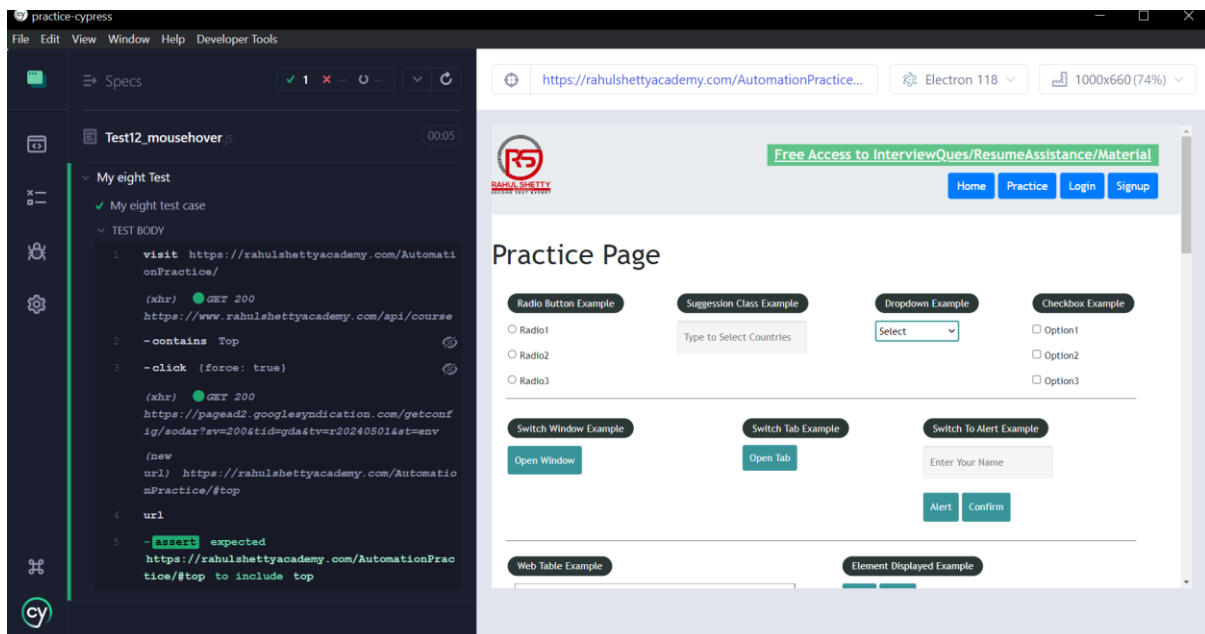 practice-cypress
File Edit View Window Help Developer Tools
Specs
1 -- --
https://rahulshettyacademy.com/AutomationPractice...
Electron 118
1000x660 (74%)
Test12_mousehover.js
00:05
My eight Test
My eight test case
TEST BODY
1 visit https://rahulshettyacademy.com/Automati
onPractice/
(xhr) GET 200
https://www.rahulshettyacademy.com/api/course
2 -contains Top
3 -click {force: true}
(xhr) GET 200
https://pagead2.googlesyndication.com/getconf
ig/sodar?sv=200&tid=gda&tv=r20240501&st=env
(new
url) https://rahulshettyacademy.com/Automatio
nPractice/#top
4 url
5 -assert expected
https://rahulshettyacademy.com/AutomationPrac
tice/#top to include top
cy
RS
RAHUL SHETTY
Free Access to InterviewQues/ResumeAssistance/Material
Home Practice Login Signup
Practice Page
Radio Button Example
Suggession Class Example
Dropdown Example
Checkbox Example
Radio1
Type to Select Countries
Select
Option1
Radio2
Option2
Radio3
Option3
Switch Window Example
Switch Tab Example
Switch To Alert Example
Open Window
Open Tab
Enter Your Name
Alert Confirm
Web Table Example
Element Displayed Example